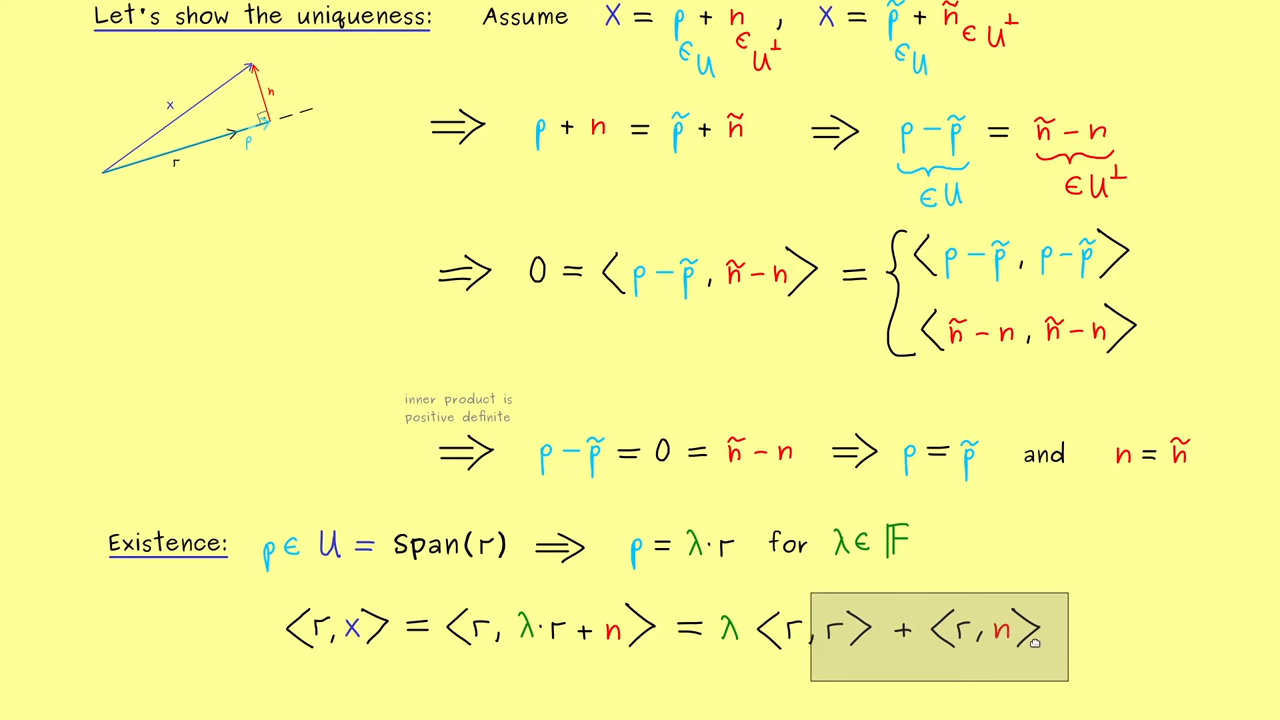 Let's show the uniqueness: Assume x = p + n , x = p̃ + ñ
∈ U ∈ U⊥ ∈ U ∈ U⊥
x n p r
⟹ p + n = p̃ + ñ ⟹ p − p̃ = ñ − n
∈ U ∈ U⊥
⟹ 0 = ⟨p − p̃, ñ − n⟩ = { ⟨p − p̃, p − p̃⟩
⟨ñ − n, ñ − n⟩
inner product is
positive definite
⟹ p − p̃ = 0 = ñ − n ⟹ p = p̃ and n = ñ
Existence: p ∈ U = Span(r) ⟹ p = λ·r for λ ∈ 𝔽
⟨r, x⟩ = ⟨r, λ·r + n⟩ = λ ⟨r, r⟩ + ⟨r, n⟩